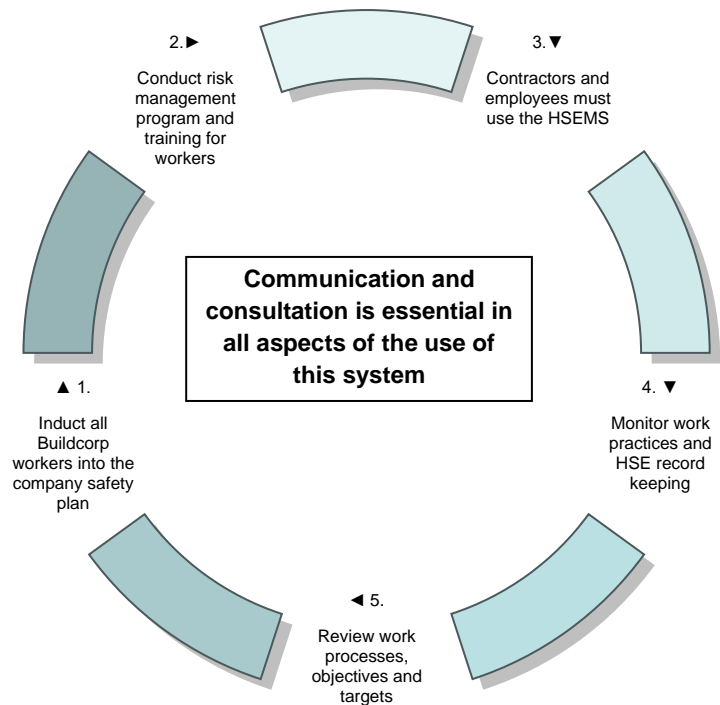 2.►
Conduct risk
management
program and
training for
workers
3.▼
Contractors and
employees must
use the HSEMS
Communication and
consultation is essential in
all aspects of the use of
this system
▲ 1.
Induct all
Buildcorp
workers into the
company safety
plan
4. ▼
Monitor work
practices and
HSE record
keeping
◄ 5.
Review work
processes,
objectives and
targets